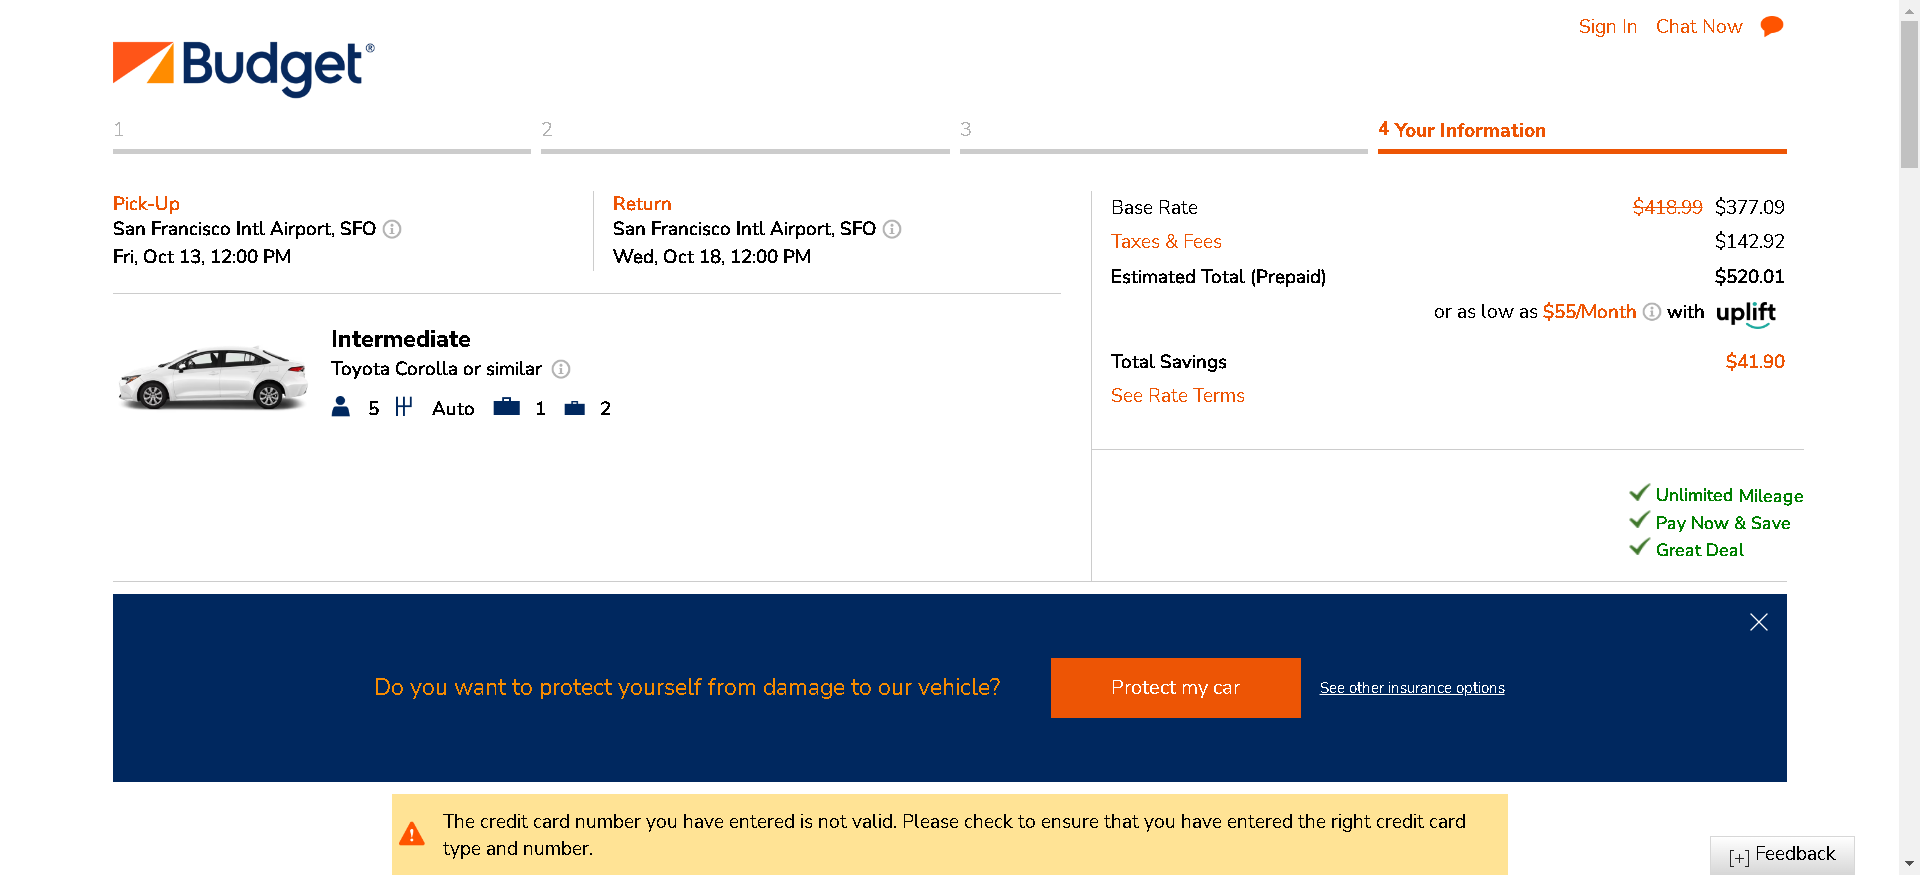 Sign In Chat Now
Budget®
1 2 3 4 Your Information
Pick-Up
San Francisco Intl Airport, SFO
Fri, Oct 13, 12:00 PM
Return
San Francisco Intl Airport, SFO
Wed, Oct 18, 12:00 PM
Intermediate
Toyota Corolla or similar
5 Auto 1 2
Base Rate $418.99 $377.09
Taxes & Fees $142.92
Estimated Total (Prepaid) $520.01
or as low as $55/Month with uplift
Total Savings $41.90
See Rate Terms
Unlimited Mileage
Pay Now & Save
Great Deal
Do you want to protect yourself from damage to our vehicle? Protect my car See other insurance options
The credit card number you have entered is not valid. Please check to ensure that you have entered the right credit card
type and number.
[+] Feedback